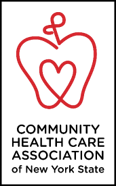 COMMUNITY
HEALTH CARE
ASSOCIATION
of New York State